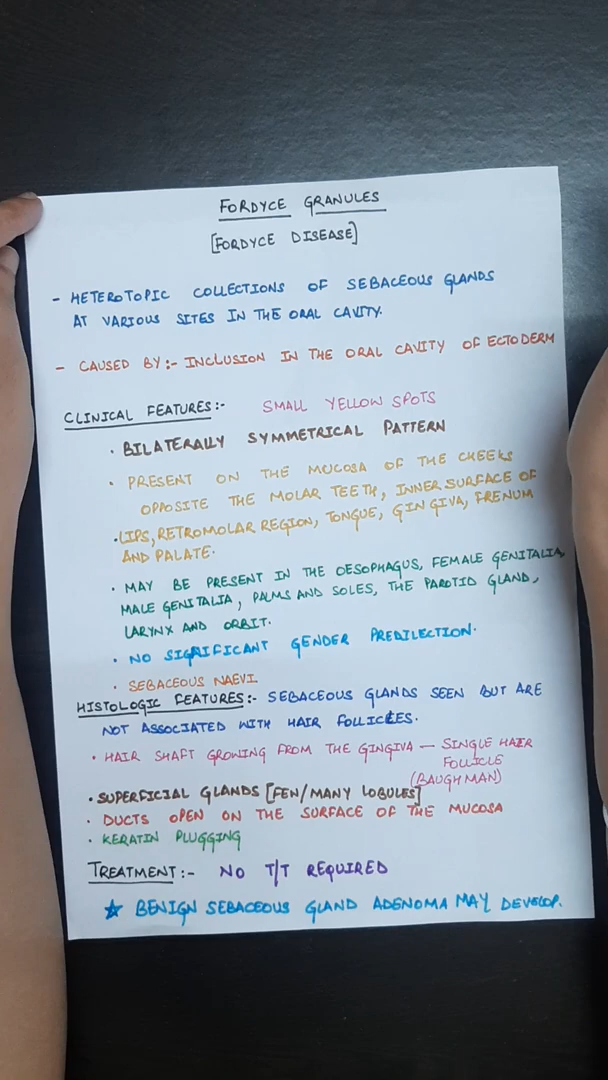 FORDYCE GRANULES
[FORDYCE DISEASE]
- HETEROTOPIC COLLECTIONS OF SEBACEOUS GLANDS
AT VARIOUS SITES IN THE ORAL CAVITY.
- CAUSED BY:- INCLUSION IN THE ORAL CAVITY OF ECTODERM
CLINICAL FEATURES:- SMALL YELLOW SPOTS
· BILATERALLY SYMMETRICAL PATTERN
· PRESENT ON THE MUCOSA OF THE CHEEKS
OPPOSITE THE MOLAR TEETH, INNER SURFACE OF
·LIPS, RETROMOLAR REGION, TONGUE, GINGIVA, FRENUM
AND PALATE.
· MAY BE PRESENT IN THE OESOPHAGUS, FEMALE GENITALIA,
MALE GENITALIA, PALMS AND SOLES, THE PAROTID GLAND,
LARYNX AND ORBIT.
· NO SIGNIFICANT GENDER PREDILECTION.
· SEBACEOUS NAEVI
HISTOLOGIC FEATURES:- SEBACEOUS GLANDS SEEN BUT ARE
NOT ASSOCIATED WITH HAIR FOLLICLES.
· HAIR SHAFT GROWING FROM THE GINGIVA — SINGLE HAIR
FOLLICLE
(BAUGHMAN)
· SUPERFICIAL GLANDS [FEN/MANY LOBULES]
· DUCTS OPEN ON THE SURFACE OF THE MUCOSA
· KERATIN PLUGGING
TREATMENT:- NO T/T REQUIRED
★ BENIGN SEBACEOUS GLAND ADENOMA MAY DEVELOP.